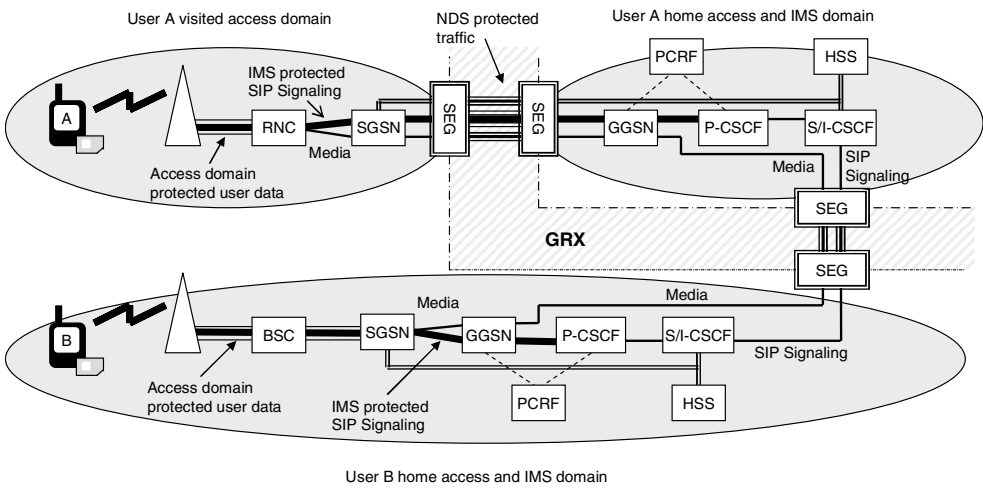 User A visited access domain
NDS protected
traffic
User A home access and IMS domain
IMS protected
SIP Signaling
PCRF
HSS
A
RNC
SGSN
SEG
SEG
GGSN
P-CSCF
S/I-CSCF
Media
Media
SIP
Signaling
Access domain
protected user data
SEG
GRX
SEG
Media
Media
B
BSC
SGSN
GGSN
P-CSCF
S/I-CSCF
SIP Signaling
Access domain
protected user data
IMS protected
SIP Signaling
PCRF
HSS
User B home access and IMS domain